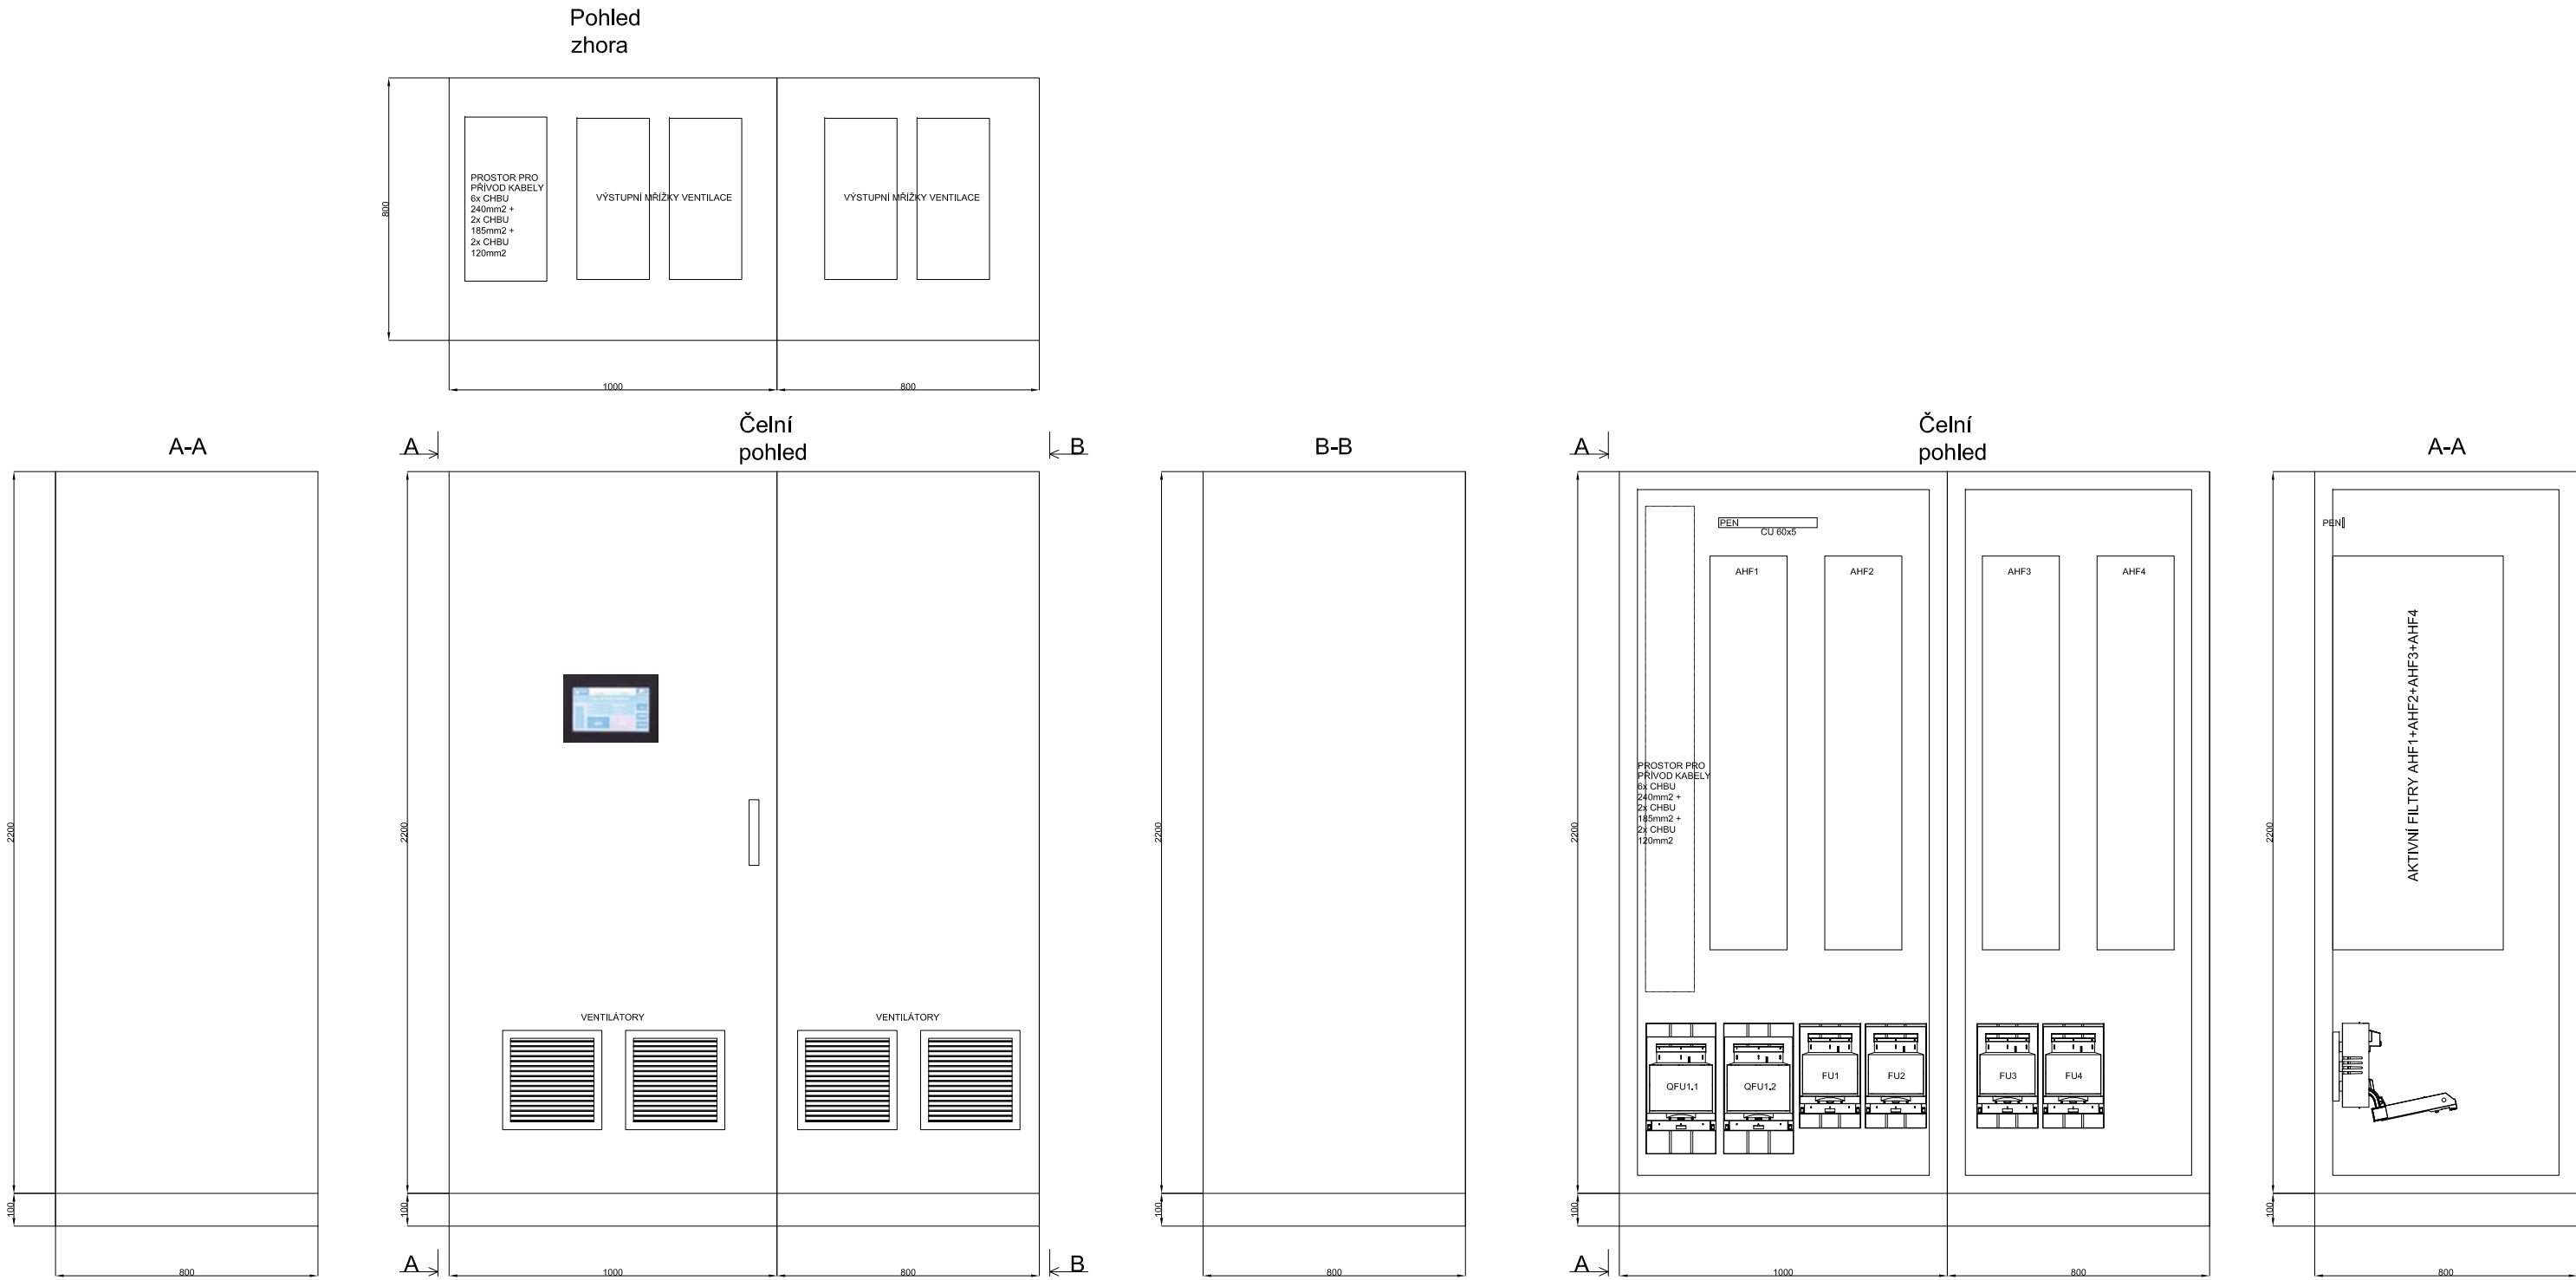 Pohled
zhora
800
PROSTOR PRO
PŘÍVOD KABELY
6x CHBU
240mm2 +
2x CHBU
185mm2 +
2x CHBU
120mm2
VÝSTUPNÍ MŘÍŽKY VENTILACE
VÝSTUPNÍ MŘÍŽKY VENTILACE
1000
800
A-A
2200
100
800
A
Čelní
pohled
B
2200
VENTILÁTORY
VENTILÁTORY
100
A
1000
800
B
B-B
2200
100
800
A
Čelní
pohled
PEN
CU 60x5
AHF1
AHF2
AHF3
AHF4
PROSTOR PRO
PŘÍVOD KABELY
6x CHBU
240mm2 +
2x CHBU
185mm2 +
2x CHBU
120mm2
2200
QFU1.1
QFU1.2
FU1
FU2
FU3
FU4
100
A
1000
800
A-A
PEN
AKTIVNÍ FILTRY AHF1+AHF2+AHF3+AHF4
2200
100
800